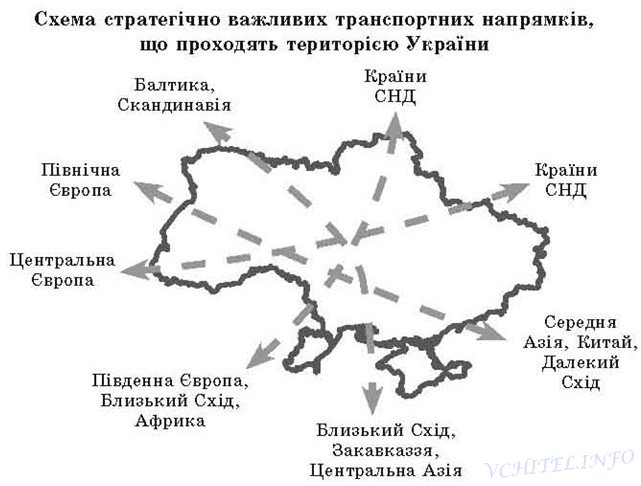 Схема стратегічно важливих транспортних напрямків,
що проходять територією України
Балтика,
Скандинавія
Країни
СНД
Північна
Європа
Країни
СНД
Центральна
Європа
Середня
Азія, Китай,
Далекий
Схід
Південна Європа,
Близький Схід,
Африка
Близький Схід,
Закавказзя,
Центральна Азія
VCHITEL.INFO